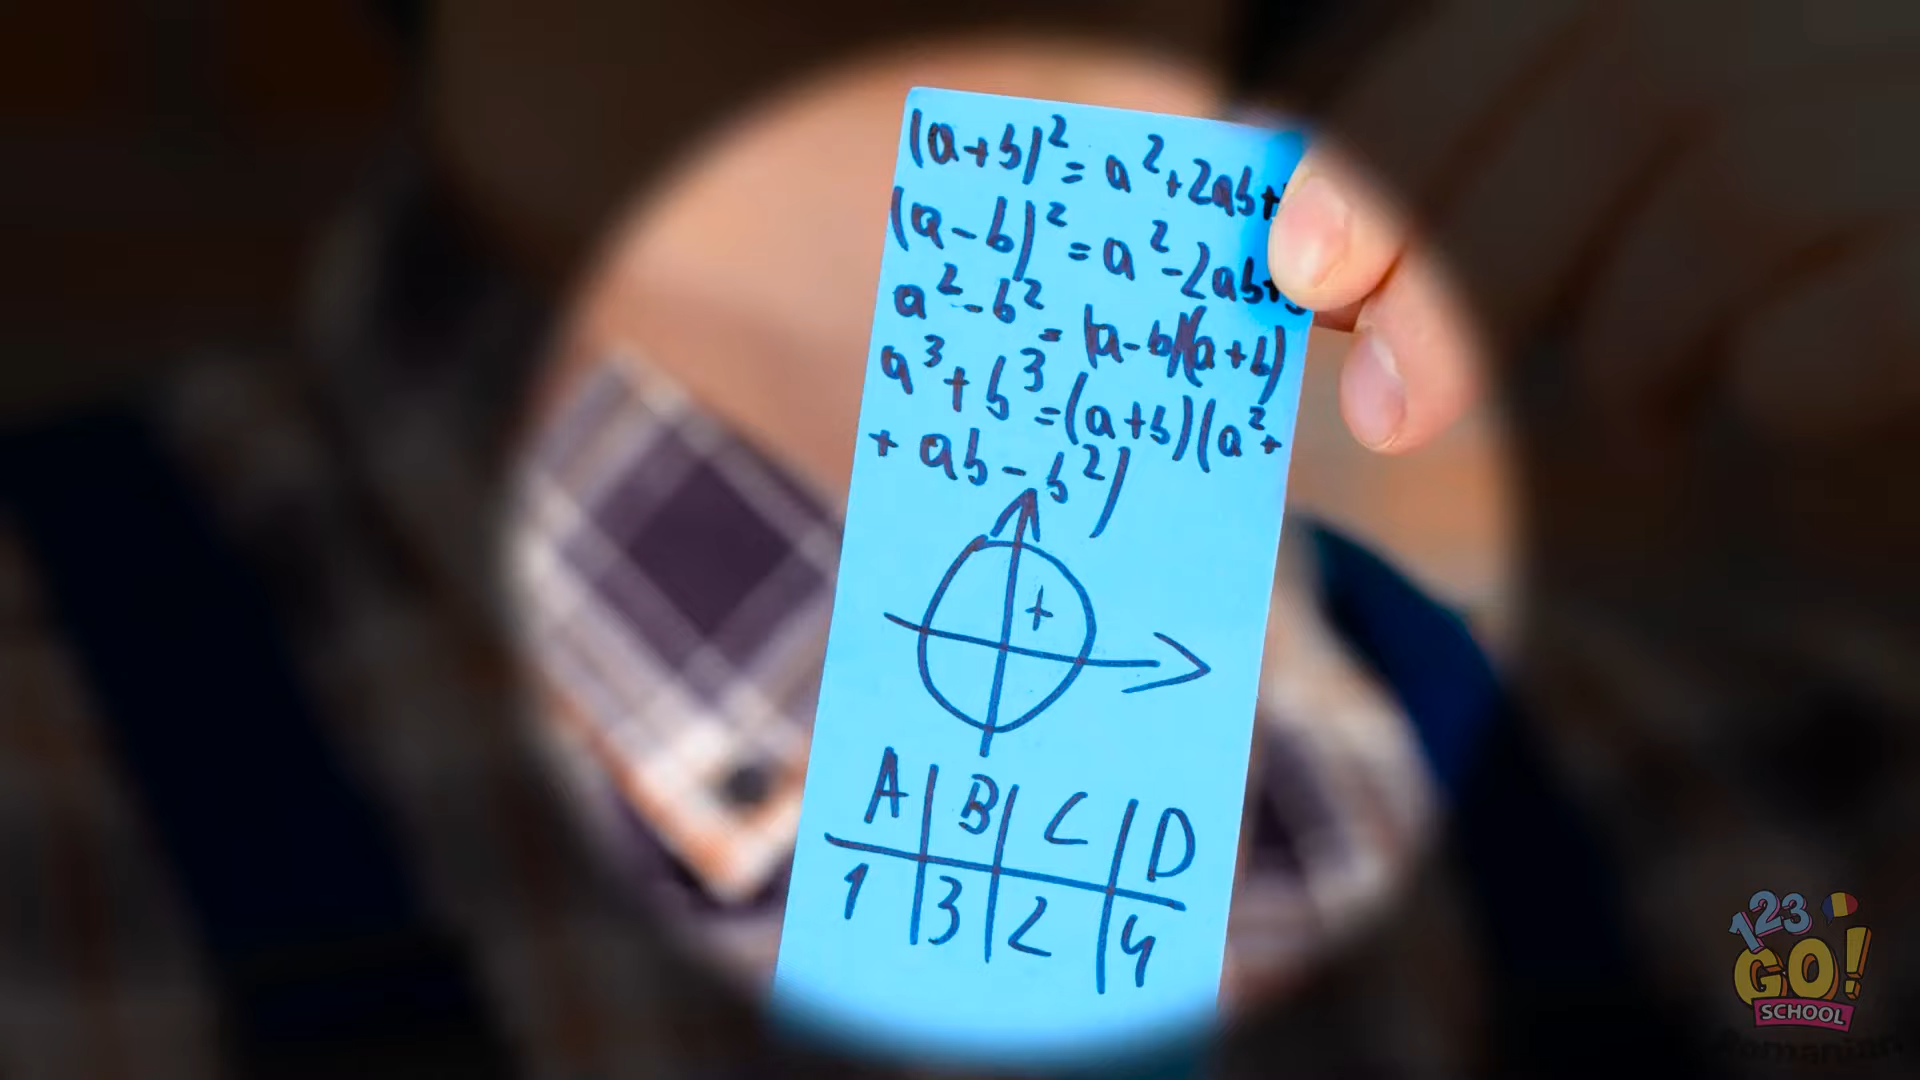 (a+b)² = a²+2ab+
(a-b)² = a²-2ab+
a²-b² = (a-b)(a+b)
a³+b³=(a+b)(a²+
+ ab-b²)
+
A | B | C | D
1 | 3 | 2 | 4
123
GO!
SCHOOL
Romanian